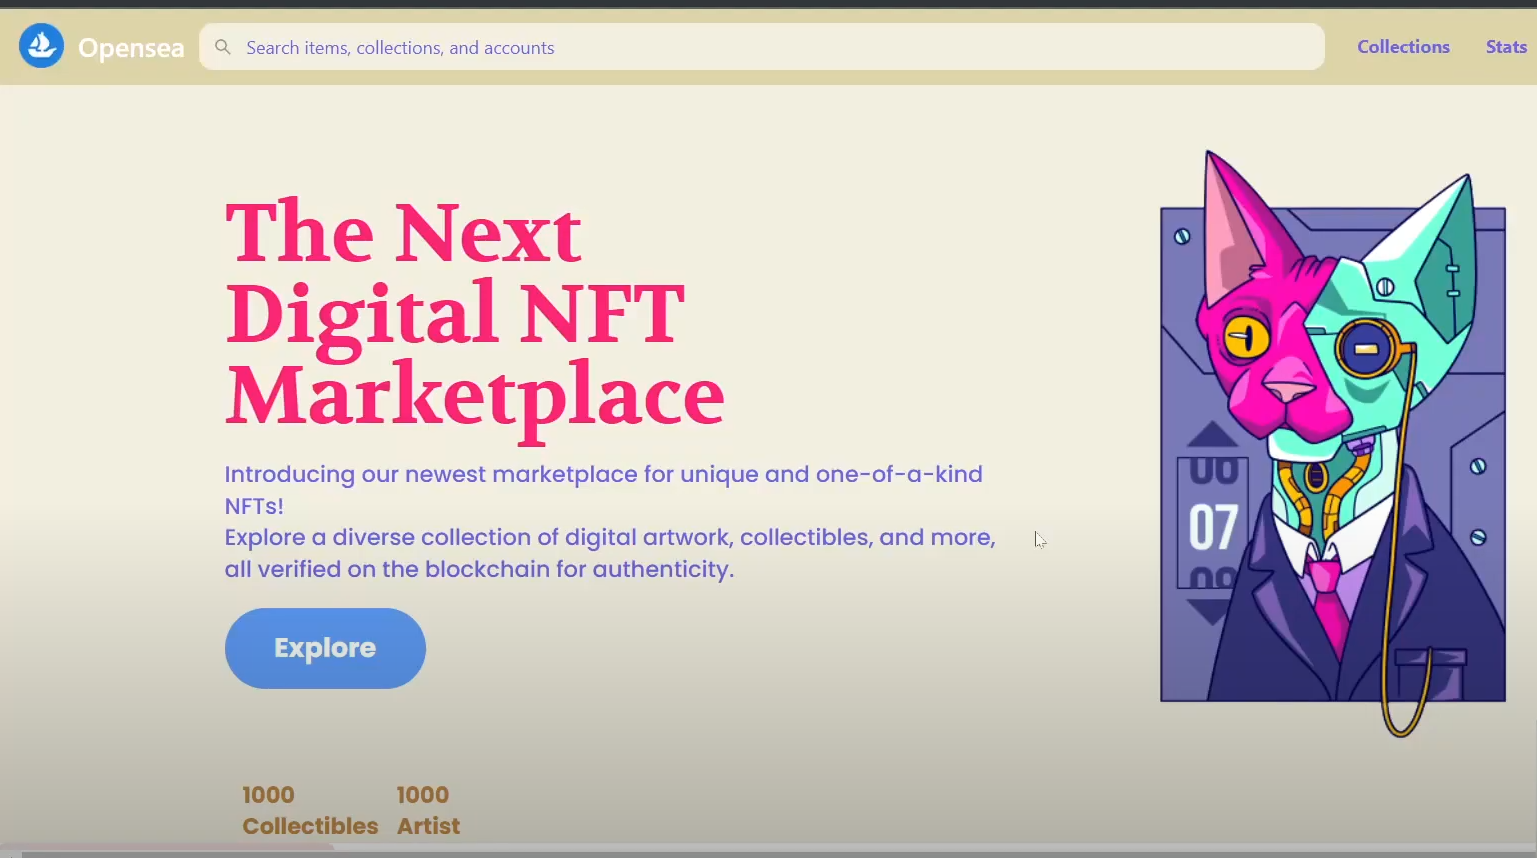 Opensea
Search items, collections, and accounts
Collections
Stats
The Next
Digital NFT
Marketplace
Introducing our newest marketplace for unique and one-of-a-kind
NFTs!
Explore a diverse collection of digital artwork, collectibles, and more,
all verified on the blockchain for authenticity.
Explore
07
1000
Collectibles
1000
Artist